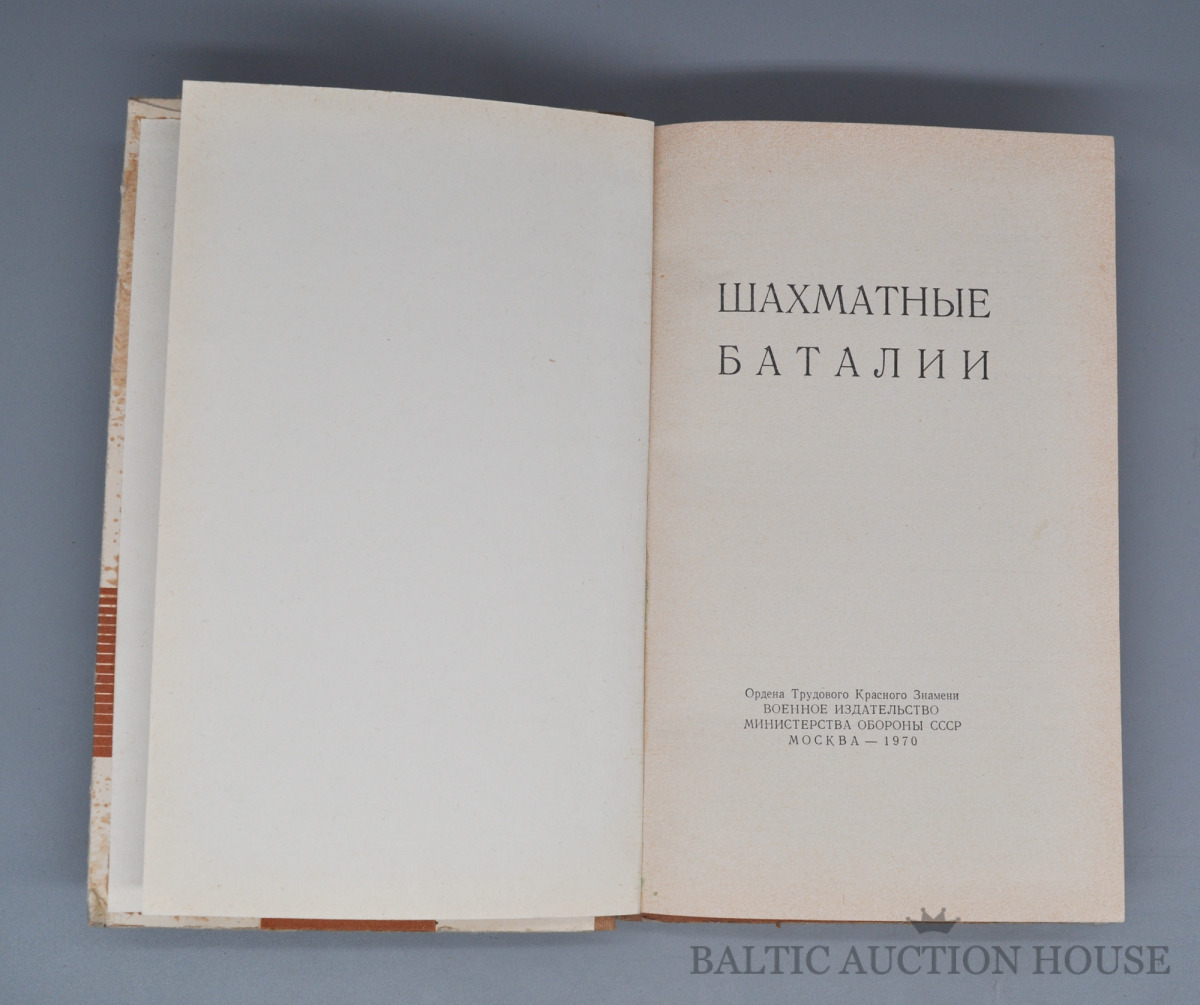 ШАХМАТНЫЕ
БАТАЛИИ
Ордена Трудового Красного Знамени
ВОЕННОЕ ИЗДАТЕЛЬСТВО
МИНИСТЕРСТВА ОБОРОНЫ СССР
МОСКВА — 1970
BALTIC AUCTION HOUSE